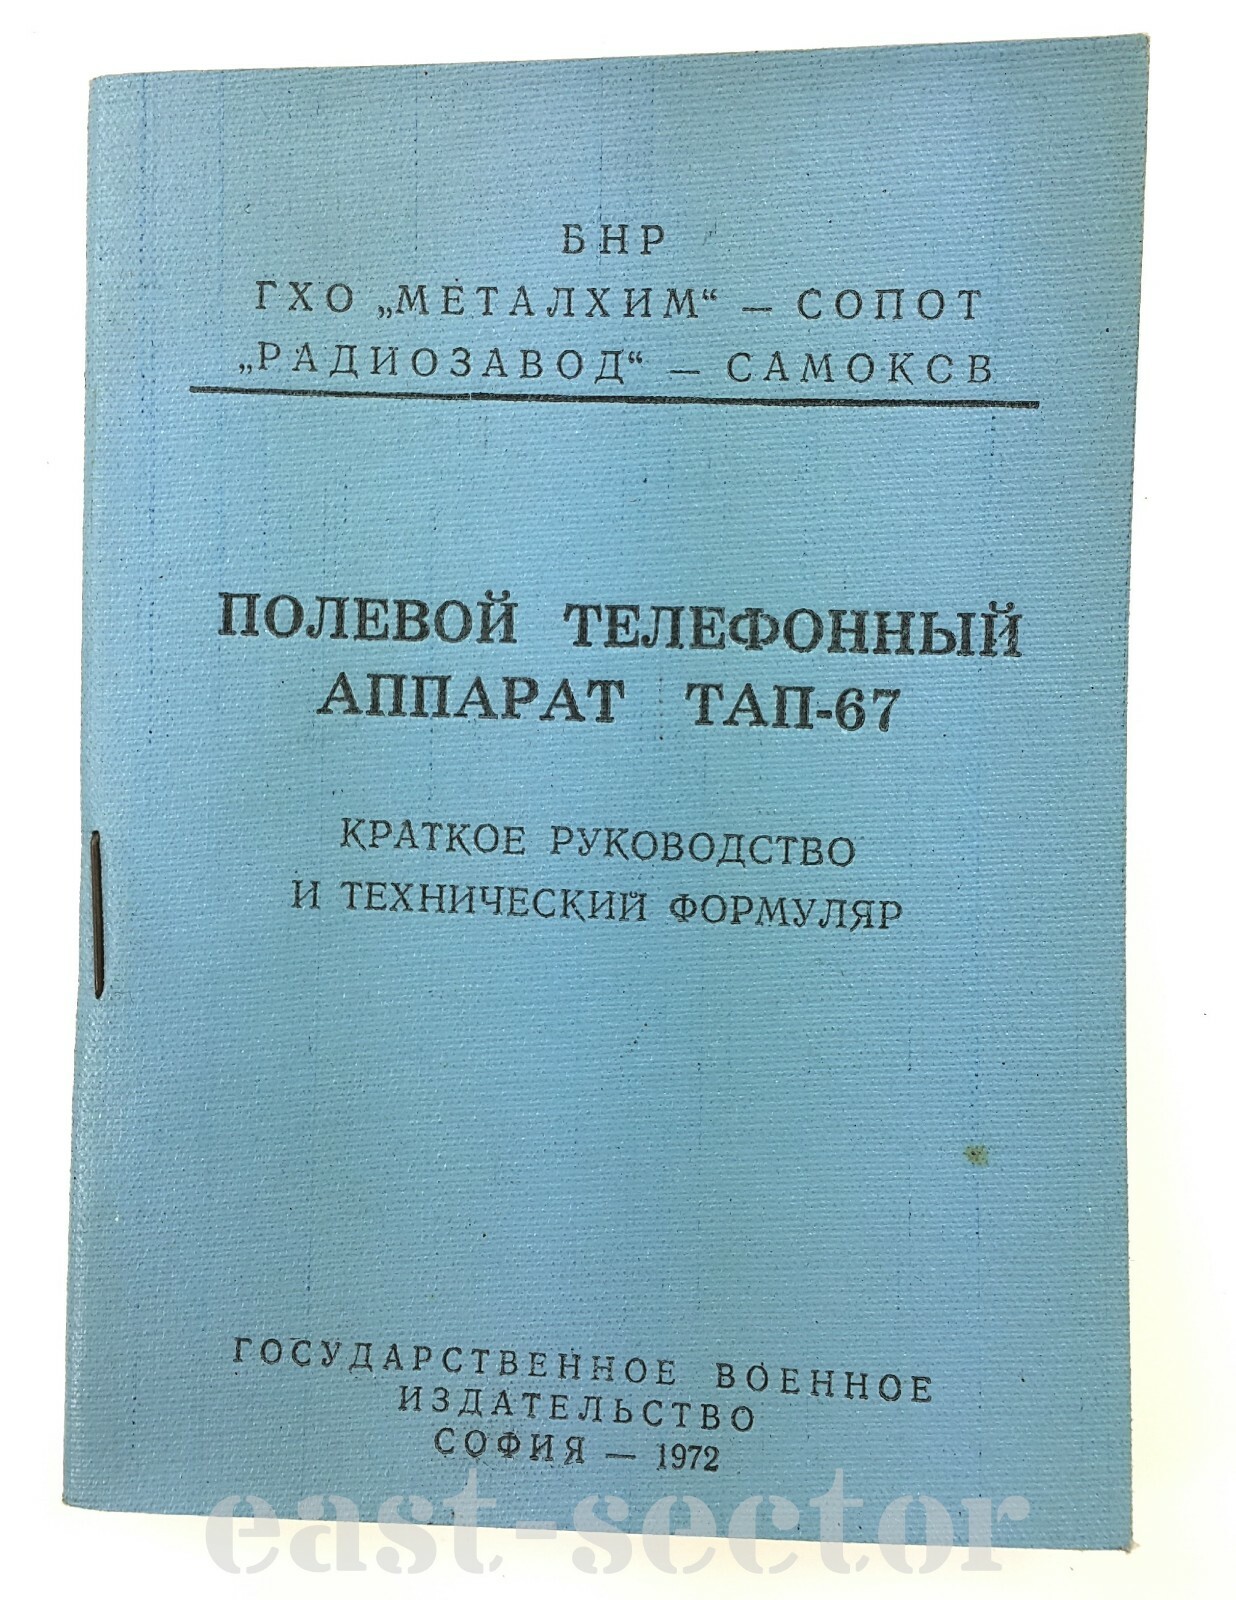 БНР
ГХО „МЕТАЛХИМ“ — СОПОТ
„РАДИОЗАВОД“ — САМОКСВ
ПОЛЕВОЙ ТЕЛЕФОННЫЙ
АППАРАТ ТАП-67
КРАТКОЕ РУКОВОДСТВО
И ТЕХНИЧЕСКИЙ ФОРМУЛЯР
ГОСУДАРСТВЕННОЕ ВОЕННОЕ
ИЗДАТЕЛЬСТВО
СОФИЯ — 1972
east-sector